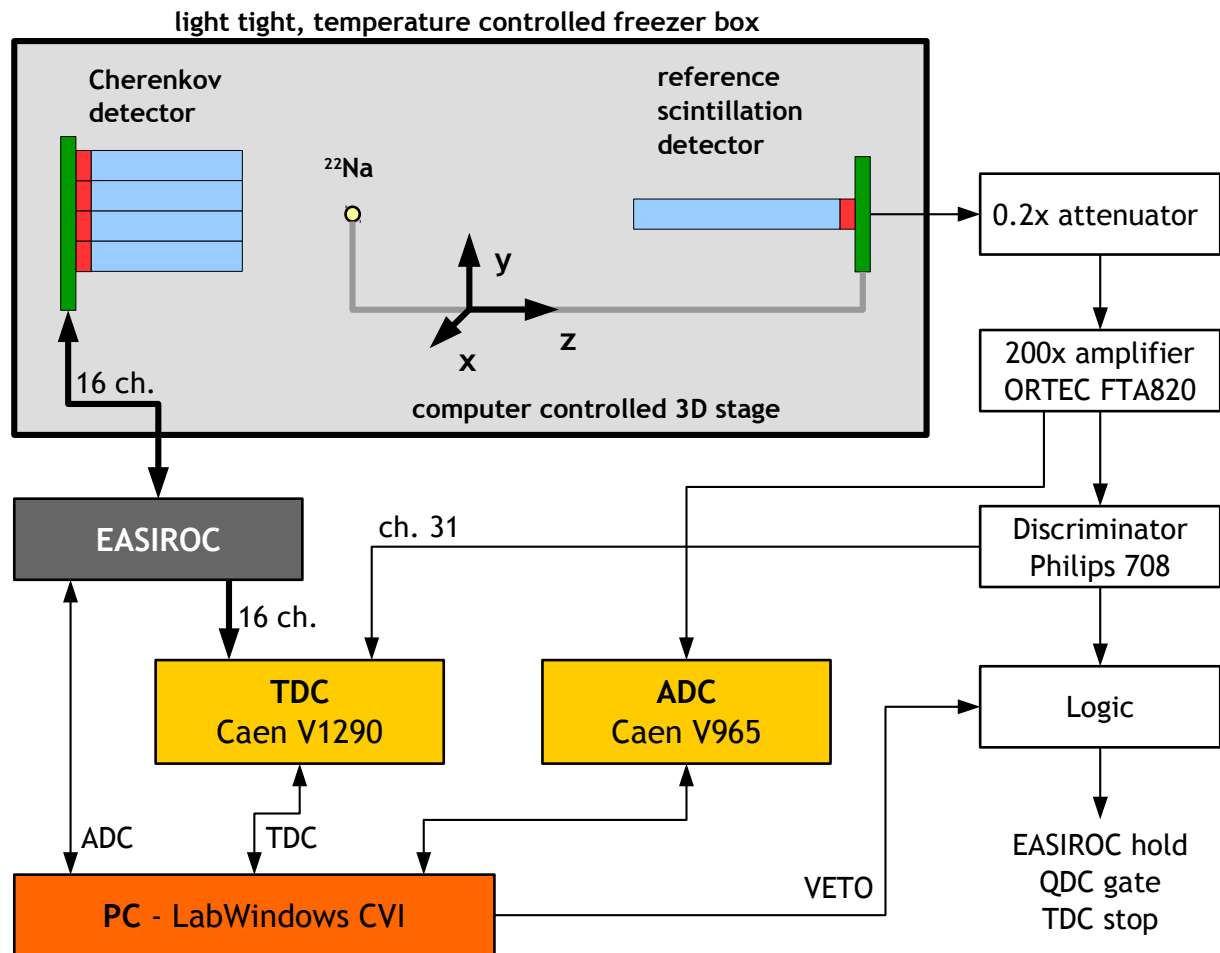 light tight, temperature controlled freezer box
Cherenkov
detector
reference
scintillation
detector
²²Na
y
z
x
computer controlled 3D stage
16 ch.
0.2x attenuator
200x amplifier
ORTEC FTA820
EASIROC
ch. 31
Discriminator
Philips 708
16 ch.
TDC
Caen V1290
ADC
Caen V965
Logic
ADC
TDC
VETO
EASIROC hold
QDC gate
TDC stop
PC - LabWindows CVI